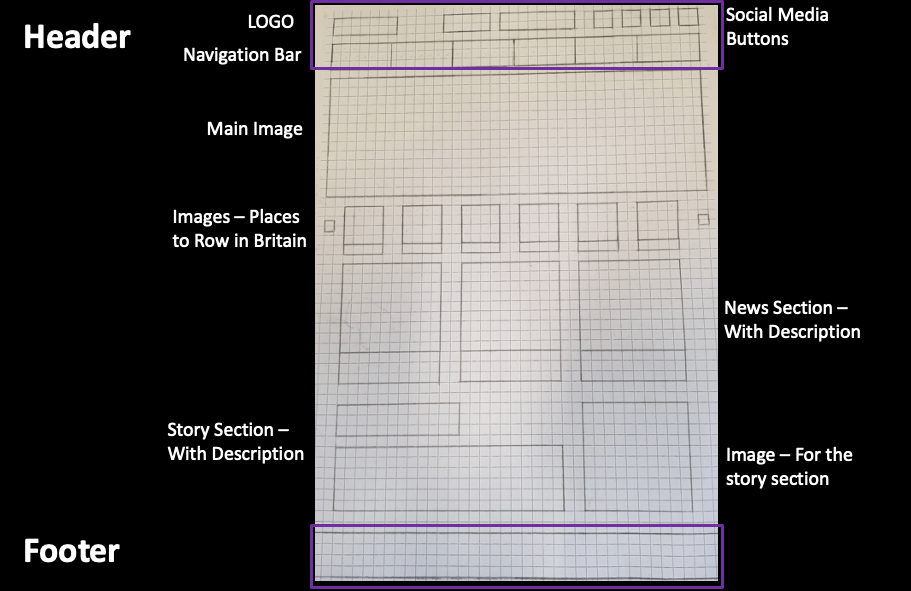 Header
LOGO
Social Media
Buttons
Navigation Bar
Main Image
Images – Places
to Row in Britain
News Section –
With Description
Story Section –
With Description
Image – For the
story section
Footer